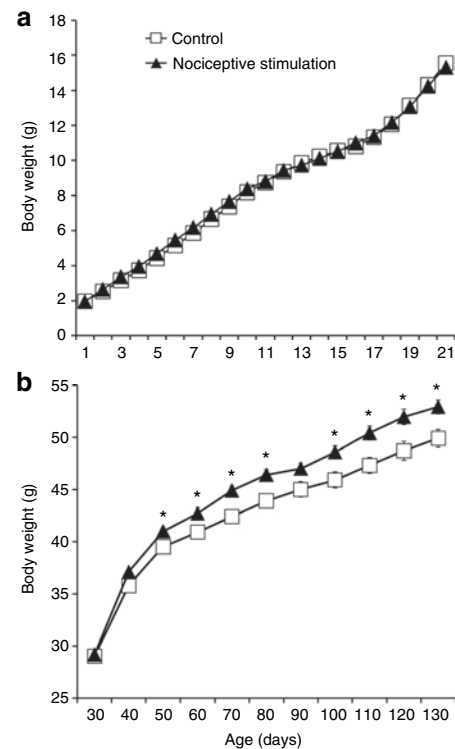 a
18
16
14
12
10
8
6
4
2
0
Body weight (g)
Control
Nociceptive stimulation
1 3 5 7 9 11 13 15 17 19 21
b
55
50
45
40
35
30
25
Body weight (g)
* * * * * * * *
30 40 50 60 70 80 90 100 110 120 130
Age (days)